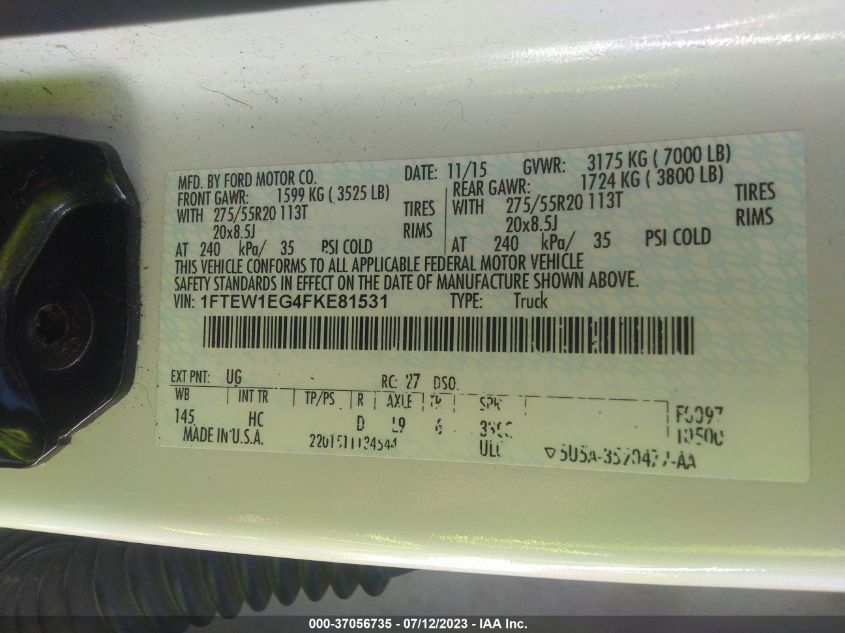 MFD. BY FORD MOTOR CO. DATE: 11/15 GVWR: 3175 KG ( 7000 LB)
FRONT GAWR: 1599 KG ( 3525 LB) REAR GAWR: 1724 KG ( 3800 LB)
WITH 275/55R20 113T TIRES WITH 275/55R20 113T TIRES
20x8.5J RIMS 20x8.5J RIMS
AT 240 kPa/ 35 PSI COLD AT 240 kPa/ 35 PSI COLD
THIS VEHICLE CONFORMS TO ALL APPLICABLE FEDERAL MOTOR VEHICLE
SAFETY STANDARDS IN EFFECT ON THE DATE OF MANUFACTURE SHOWN ABOVE.
VIN: 1FTEW1EG4FKE81531 TYPE: Truck
EXT PNT: UG RC: 27 DSO:
WB INT TR TP/PS R AXLE TR SPR
145 HC D L9 6
MADE IN U.S.A.
000-37056735 - 07/12/2023 - IAA Inc.